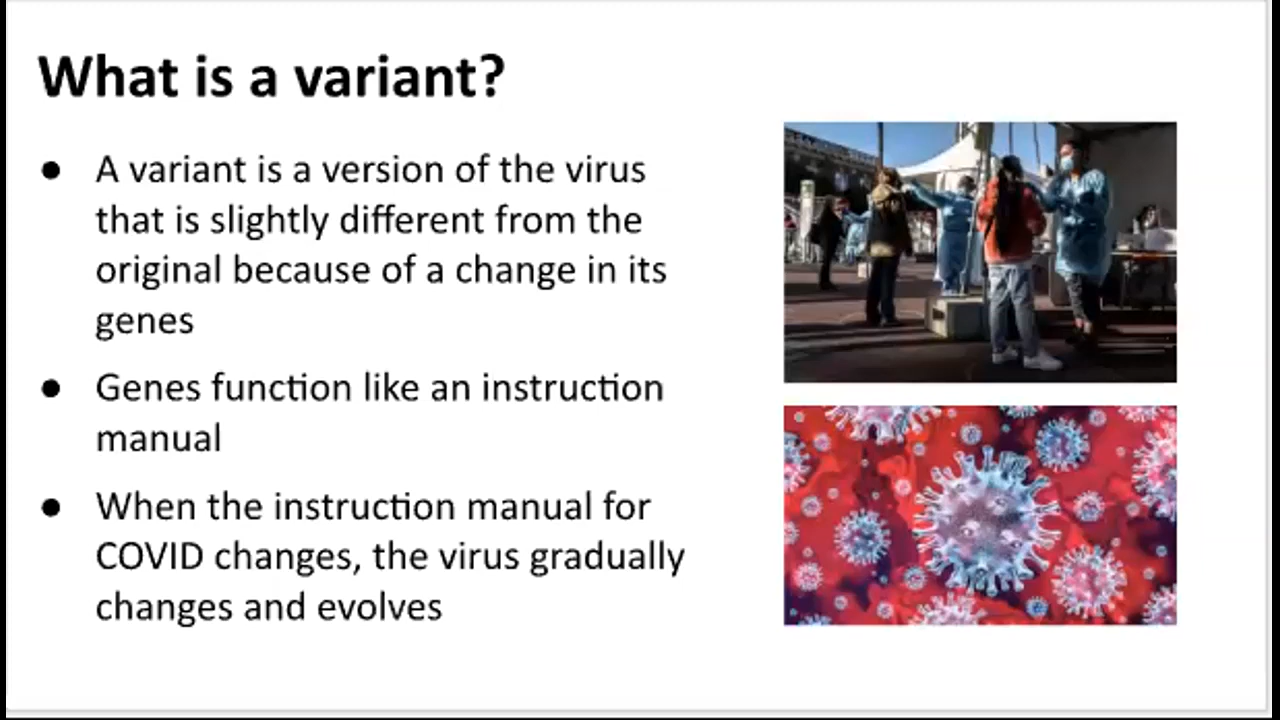 What is a variant?
● A variant is a version of the virus
that is slightly different from the
original because of a change in its
genes
● Genes function like an instruction
manual
● When the instruction manual for
COVID changes, the virus gradually
changes and evolves